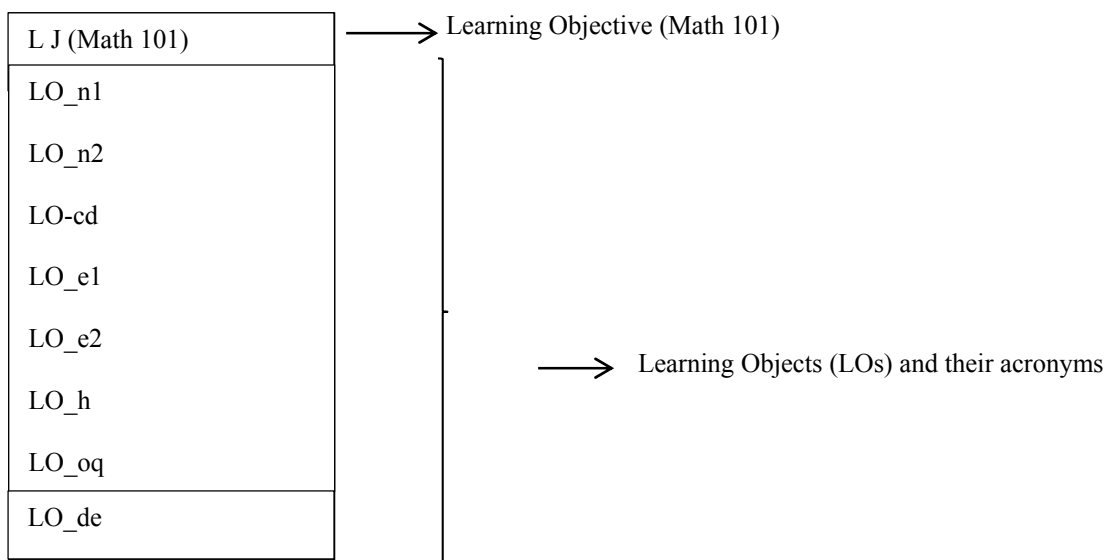 L J (Math 101)
Learning Objective (Math 101)
LO_n1
LO_n2
LO-cd
LO_e1
LO_e2
Learning Objects (LOs) and their acronyms
LO_h
LO_oq
LO_de